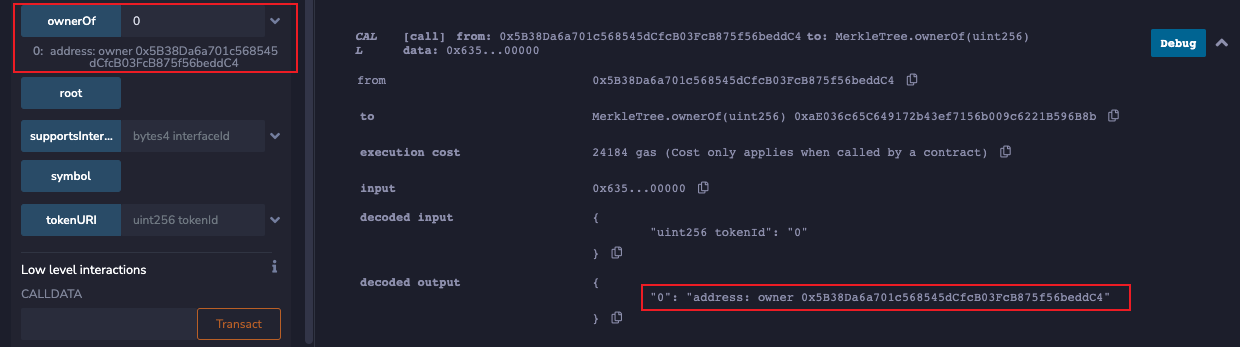 ownerOf 0
0: address: owner 0x5B38Da6a701c568545
dCfcB03FcB875f56beddC4
root
supportsInter... bytes4 interfaceId
symbol
tokenURI uint256 tokenId
Low level interactions
CALLDATA
Transact
CAL [call] from: 0x5B38Da6a701c568545dCfcB03FcB875f56beddC4 to: MerkleTree.ownerOf(uint256)
L data: 0x635...00000
Debug
from 0x5B38Da6a701c568545dCfcB03FcB875f56beddC4
to MerkleTree.ownerOf(uint256) 0xaE036c65C649172b43ef7156b009c6221B596B8b
execution cost 24184 gas (Cost only applies when called by a contract)
input 0x635...00000
decoded input {
"uint256 tokenId": "0"
}
decoded output {
"0": "address: owner 0x5B38Da6a701c568545dCfcB03FcB875f56beddC4"
}